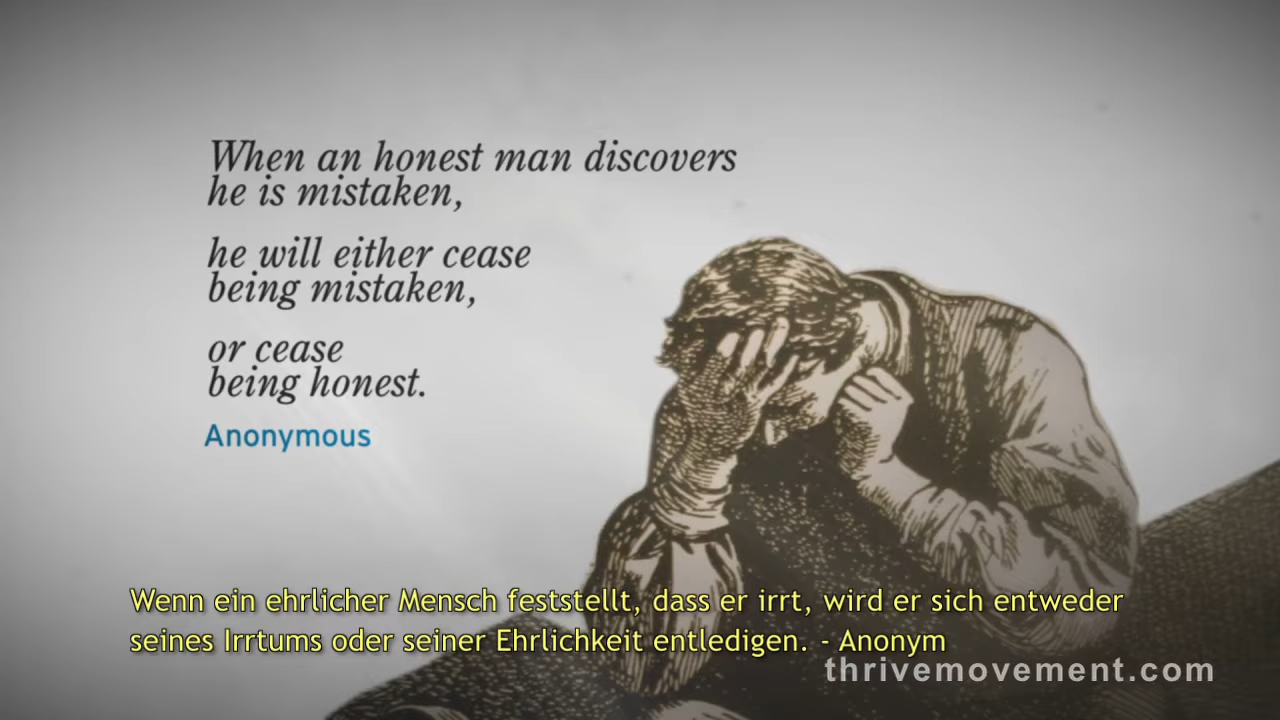 When an honest man discovers
he is mistaken,
he will either cease
being mistaken,
or cease
being honest.
Anonymous
Wenn ein ehrlicher Mensch feststellt, dass er irrt, wird er sich entweder
seines Irrtums oder seiner Ehrlichkeit entledigen. - Anonym
thrivemovement.com